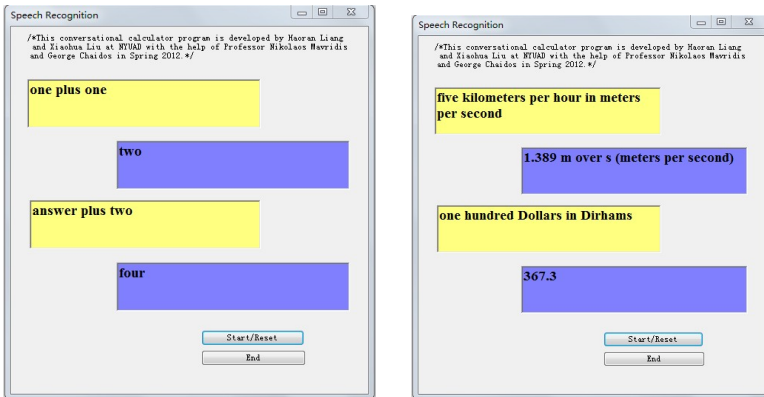 Speech Recognition
/*This conversational calculator program is developed by Haoran Liang
and Xiaohua Liu at NYUAD with the help of Professor Nikolaos Mavridis
and George Chaidos in Spring 2012.*/
one plus one
two
answer plus two
four
Start/Reset
End
Speech Recognition
/*This conversational calculator program is developed by Haoran Liang
and Xiaohua Liu at NYUAD with the help of Professor Nikolaos Mavridis
and George Chaidos in Spring 2012.*/
five kilometers per hour in meters
per second
1.389 m over s (meters per second)
one hundred Dollars in Dirhams
367.3
Start/Reset
End